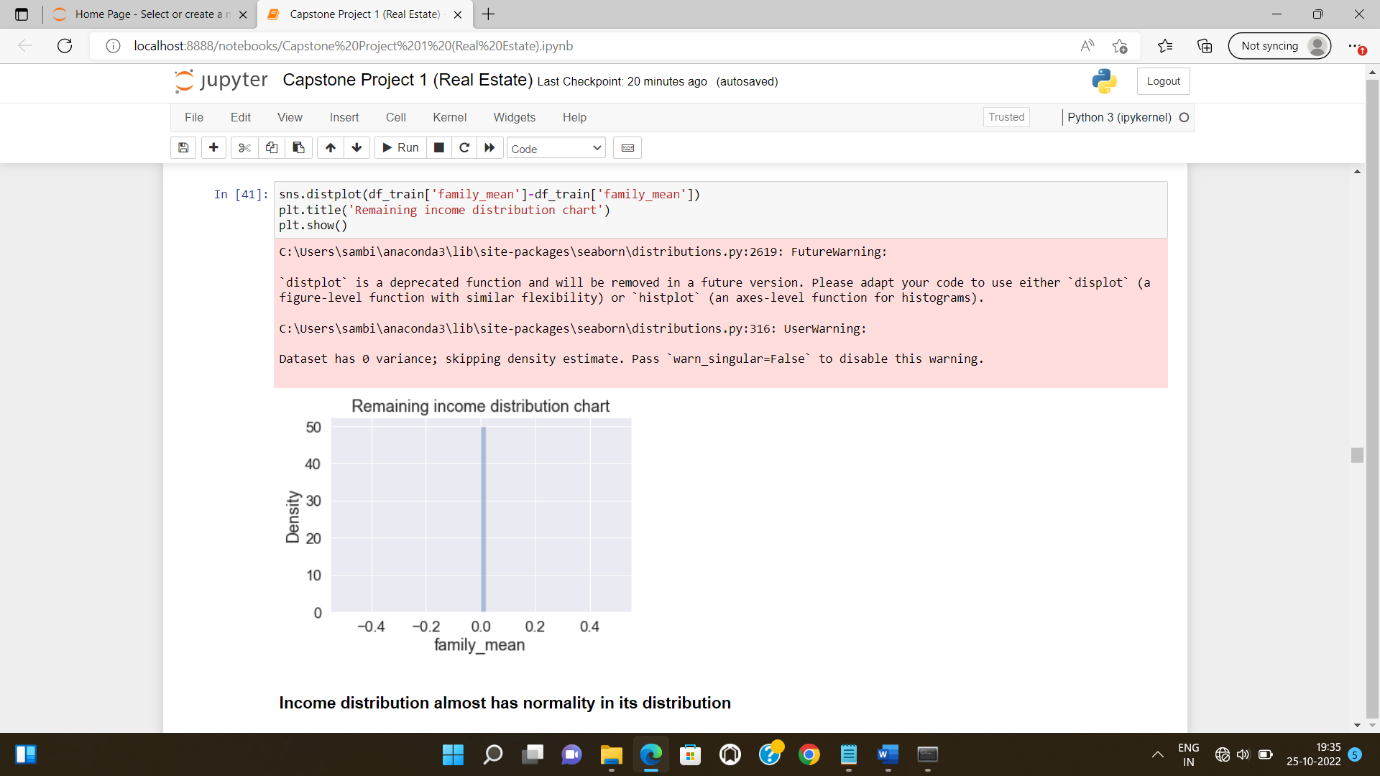 Home Page - Select or create a n
Capstone Project 1 (Real Estate)
localhost:8888/notebooks/Capstone%20Project%201%20(Real%20Estate).ipynb
Not syncing
jupyter Capstone Project 1 (Real Estate) Last Checkpoint: 20 minutes ago (autosaved)
Logout
File Edit View Insert Cell Kernel Widgets Help
Trusted
Python 3 (ipykernel)
Run
Code
In [41]: sns.distplot(df_train['family_mean']-df_train['family_mean'])
plt.title('Remaining income distribution chart')
plt.show()
C:\Users\sambi\anaconda3\lib\site-packages\seaborn\distributions.py:2619: FutureWarning:
`distplot` is a deprecated function and will be removed in a future version. Please adapt your code to use either `displot` (a
figure-level function with similar flexibility) or `histplot` (an axes-level function for histograms).
C:\Users\sambi\anaconda3\lib\site-packages\seaborn\distributions.py:316: UserWarning:
Dataset has 0 variance; skipping density estimate. Pass `warn_singular=False` to disable this warning.
Remaining income distribution chart
50
40
30
20
10
0
Density
−0.4 −0.2 0.0 0.2 0.4
family_mean
Income distribution almost has normality in its distribution
ENG
IN
19:35
25-10-2022
5